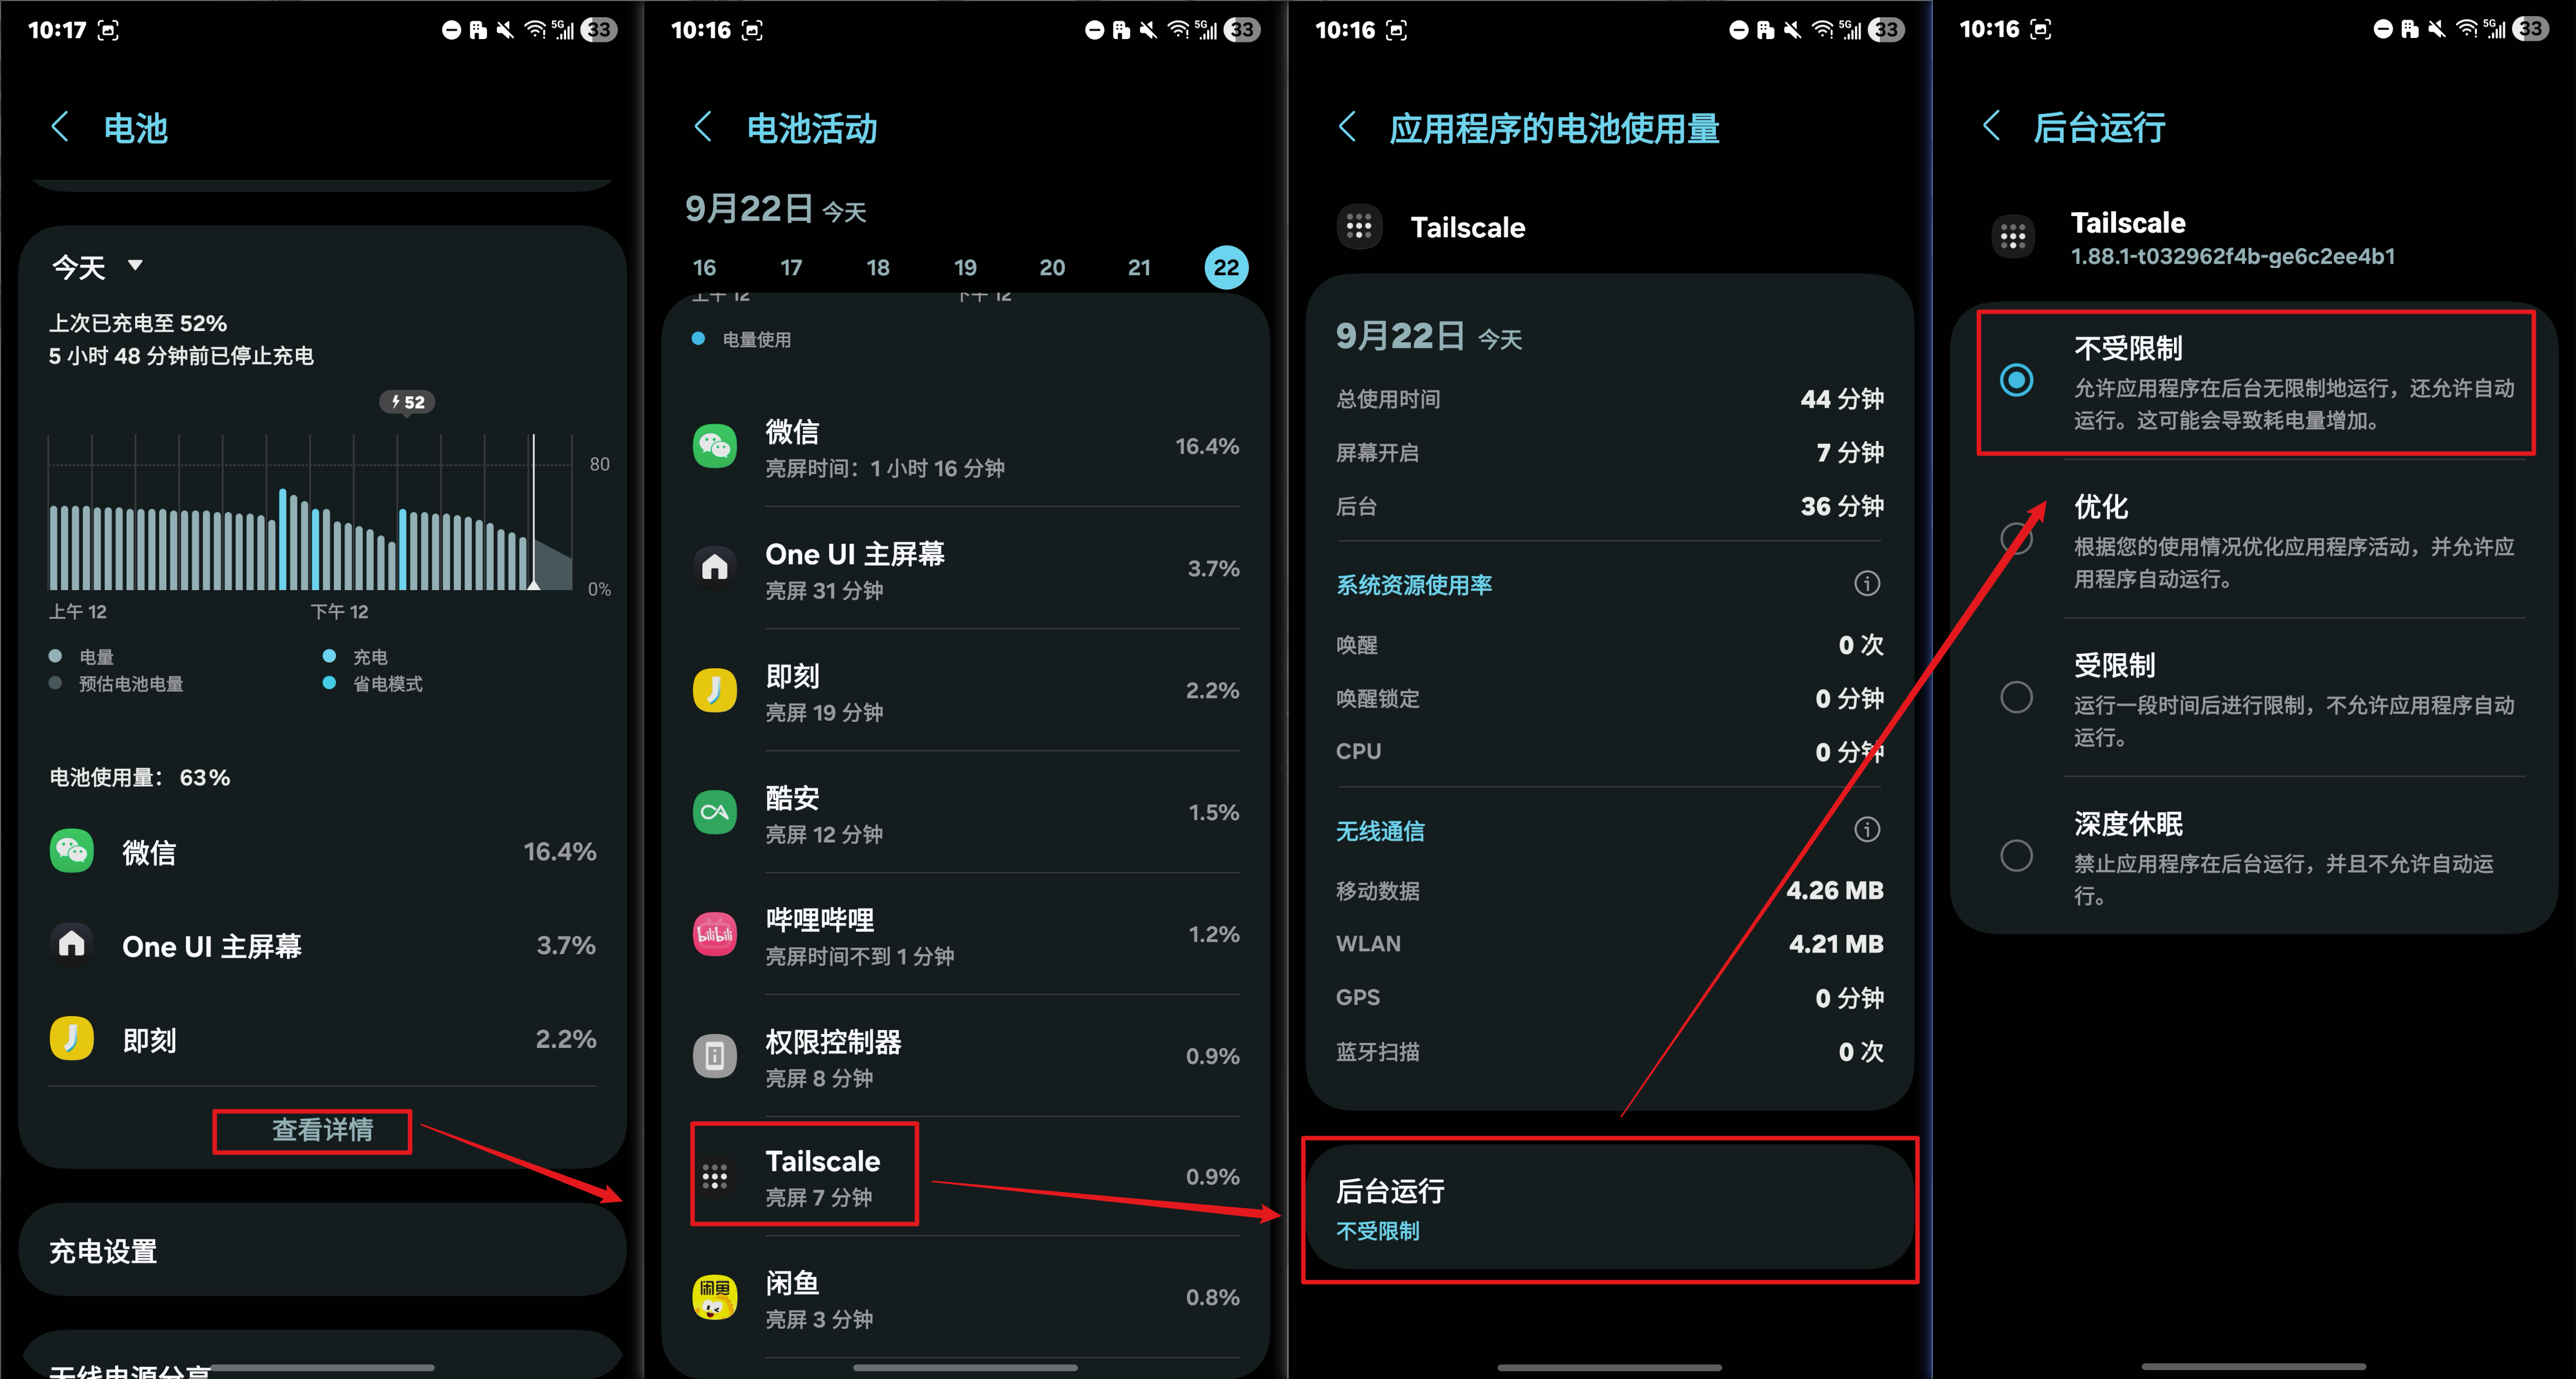 10:17
5G
33
电池
今天
上次已充电至 52%
5 小时 48 分钟前已停止充电
52
80
0%
上午 12
下午 12
电量
充电
预估电池电量
省电模式
电池使用量： 63%
微信
16.4%
One UI 主屏幕
3.7%
即刻
2.2%
查看详情
充电设置
无线电源分享
10:16
5G
33
电池活动
9月22日 今天
16 17 18 19 20 21 22
上午 12
下午 12
电量使用
微信
亮屏时间：1 小时 16 分钟
16.4%
One UI 主屏幕
亮屏 31 分钟
3.7%
即刻
亮屏 19 分钟
2.2%
酷安
亮屏 12 分钟
1.5%
bilibili
哔哩哔哩
亮屏时间不到 1 分钟
1.2%
权限控制器
亮屏 8 分钟
0.9%
Tailscale
亮屏 7 分钟
0.9%
闲鱼
闲鱼
亮屏 3 分钟
0.8%
10:16
5G
33
应用程序的电池使用量
Tailscale
9月22日 今天
总使用时间 44 分钟
屏幕开启 7 分钟
后台 36 分钟
系统资源使用率
唤醒 0 次
唤醒锁定 0 分钟
CPU 0 分钟
无线通信
移动数据 4.26 MB
WLAN 4.21 MB
GPS 0 分钟
蓝牙扫描 0 次
后台运行
不受限制
10:16
5G
33
后台运行
Tailscale
1.88.1-t032962f4b-ge6c2ee4b1
不受限制
允许应用程序在后台无限制地运行，还允许自动
运行。这可能会导致耗电量增加。
优化
根据您的使用情况优化应用程序活动，并允许应
用程序自动运行。
受限制
运行一段时间后进行限制，不允许应用程序自动
运行。
深度休眠
禁止应用程序在后台运行，并且不允许自动运
行。